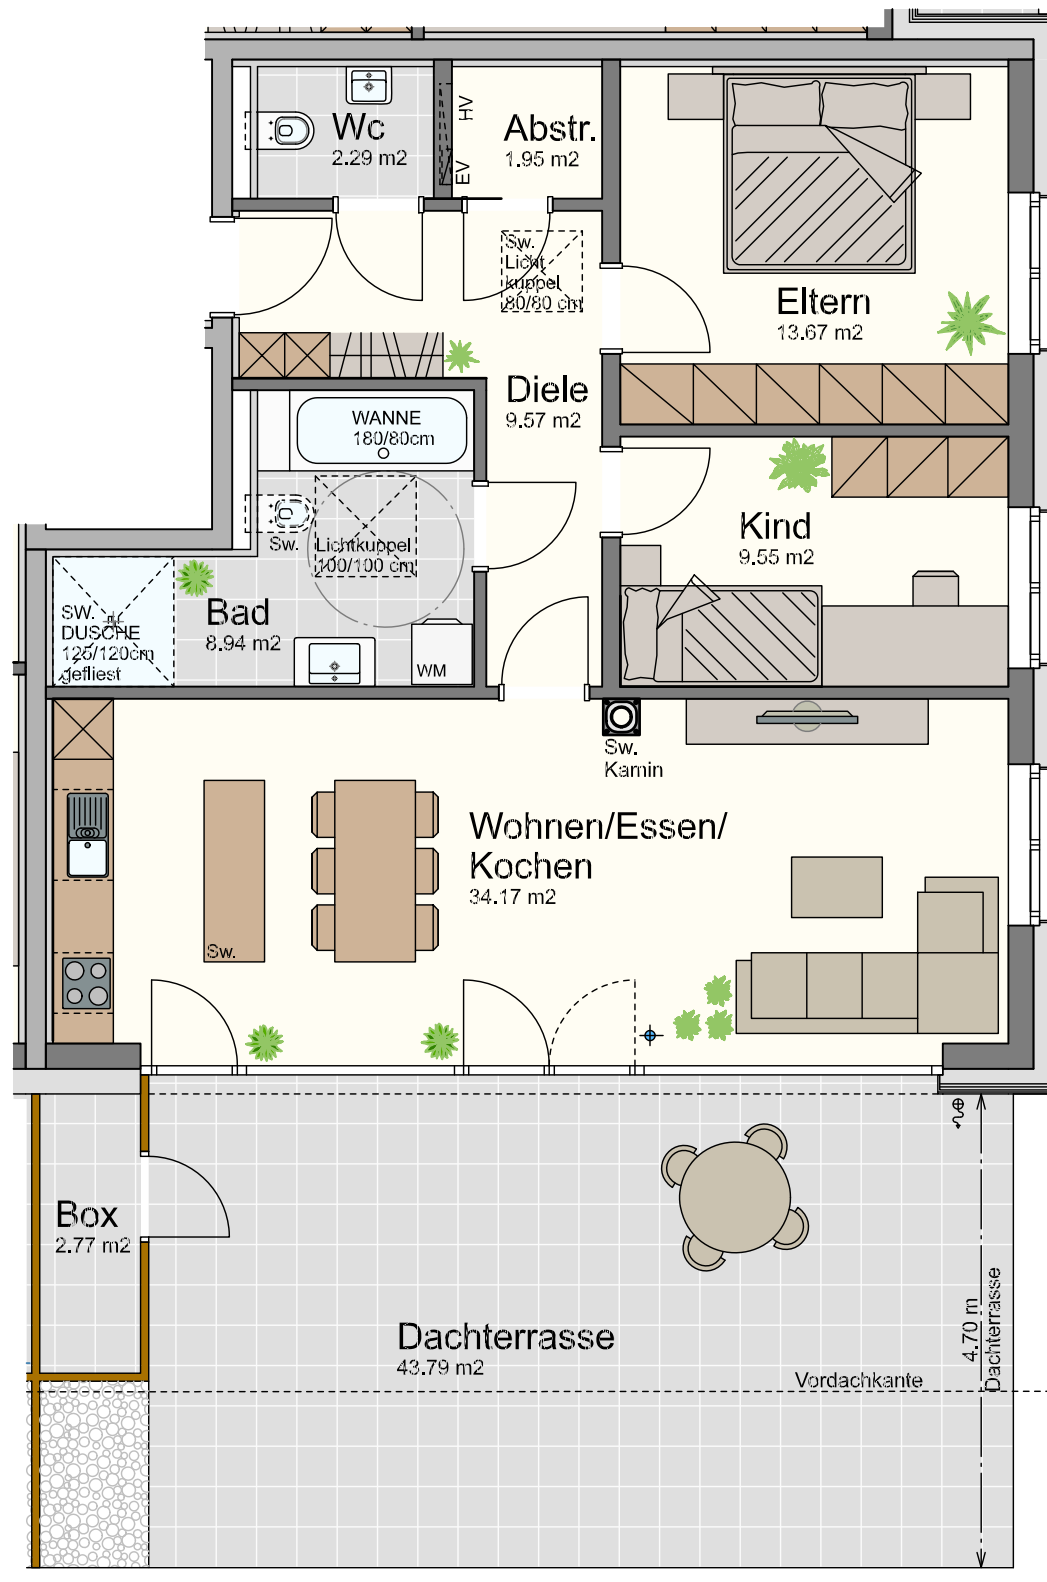 Wc
2.29 m2
HV
EV
Abstr.
1.95 m2
Sw.
Licht
kuppel
80/80 cm
Eltern
13.67 m2
Diele
9.57 m2
WANNE
180/80cm
Sw.
Lichtkuppel
100/100 cm
Kind
9.55 m2
SW.
DUSCHE
125/120cm
gefliest
Bad
8.94 m2
WM
Sw.
Kamin
Wohnen/Essen/
Kochen
34.17 m2
Sw.
Box
2.77 m2
Dachterrasse
43.79 m2
4.70 m
Dachterrasse
Vordachkante